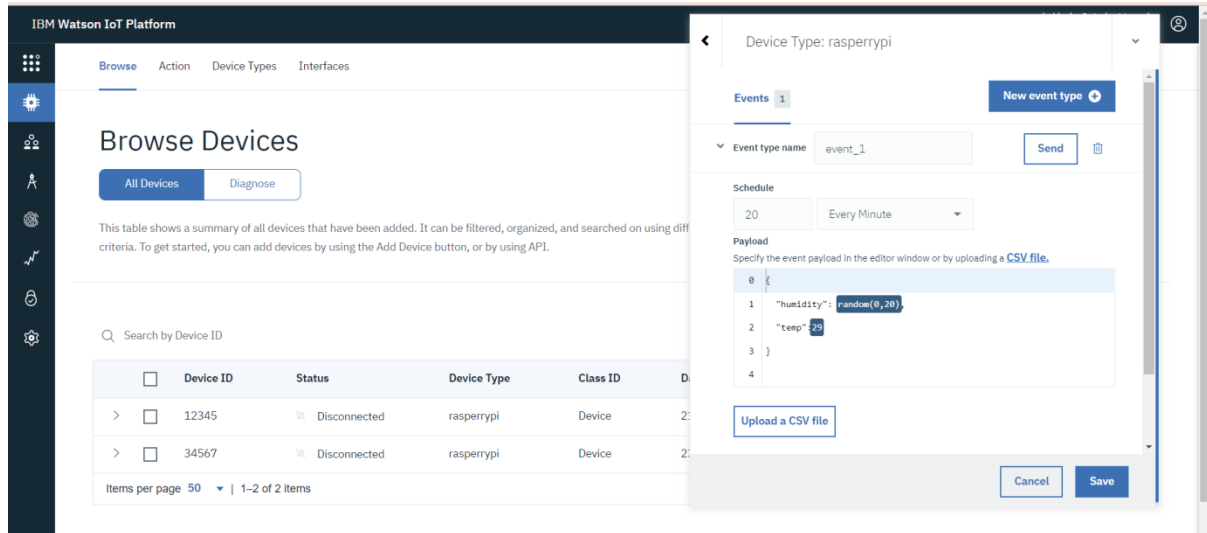 IBM Watson IoT Platform
Browse Action Device Types Interfaces
Browse Devices
All Devices Diagnose
This table shows a summary of all devices that have been added. It can be filtered, organized, and searched on using diff
criteria. To get started, you can add devices by using the Add Device button, or by using API.
Search by Device ID
Device ID Status Device Type Class ID D
12345 Disconnected rasperrypi Device 2
34567 Disconnected rasperrypi Device 2
Items per page 50 | 1–2 of 2 items
Device Type: rasperrypi
Events 1 New event type
Event type name event_1 Send
Schedule
20 Every Minute
Payload
Specify the event payload in the editor window or by uploading a CSV file.
0 {
1 "humidity": random(0,20),
2 "temp":29
3 }
4
Upload a CSV file
Cancel Save